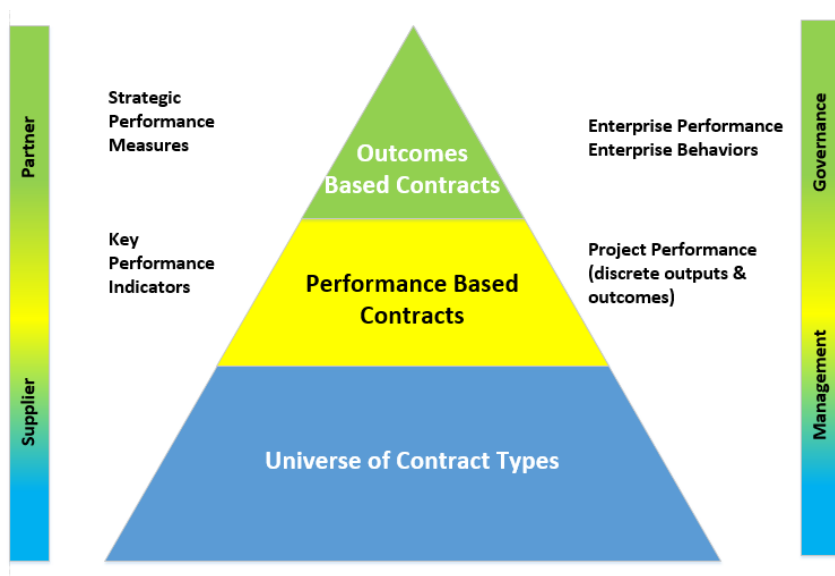 Partner
Supplier
Strategic
Performance
Measures
Key
Performance
Indicators
Outcomes
Based Contracts
Performance Based
Contracts
Universe of Contract Types
Enterprise Performance
Enterprise Behaviors
Project Performance
(discrete outputs &
outcomes)
Governance
Management